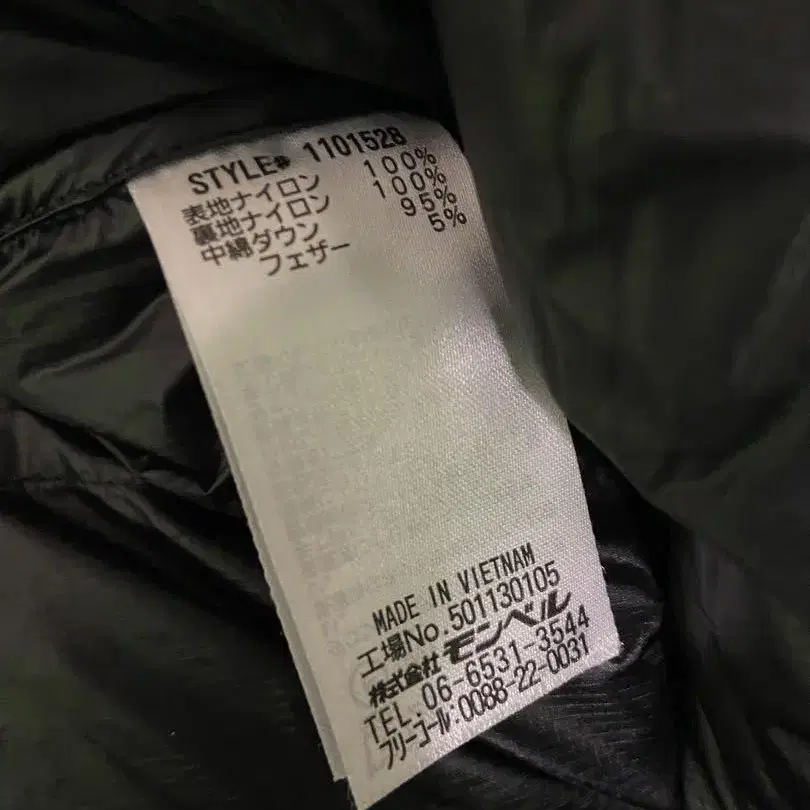 STYLE# 1101528
表地ナイロン 100%
裏地ナイロン 100%
中綿ダウン 95%
フェザー 5%
MADE IN VIETNAM
工場No.501130105
株式会社 モンベル
TEL.06-6531-3544
フリーコール:0088-22-0031